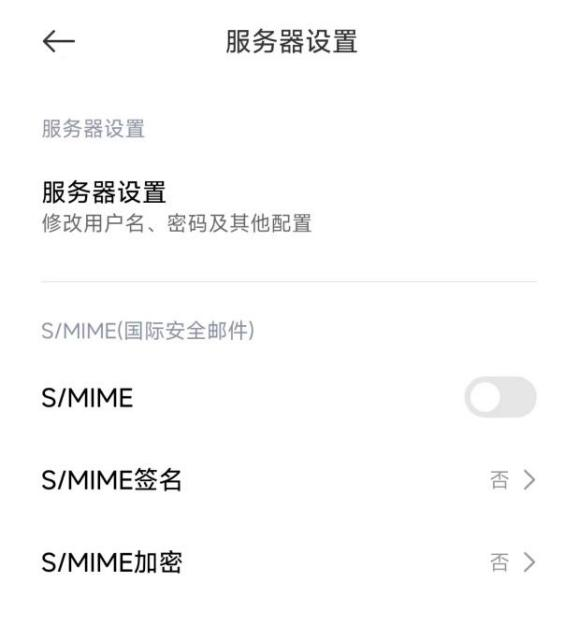 服务器设置
服务器设置
服务器设置
修改用户名、密码及其他配置
S/MIME(国际安全邮件)
S/MIME
S/MIME签名 否
S/MIME加密 否